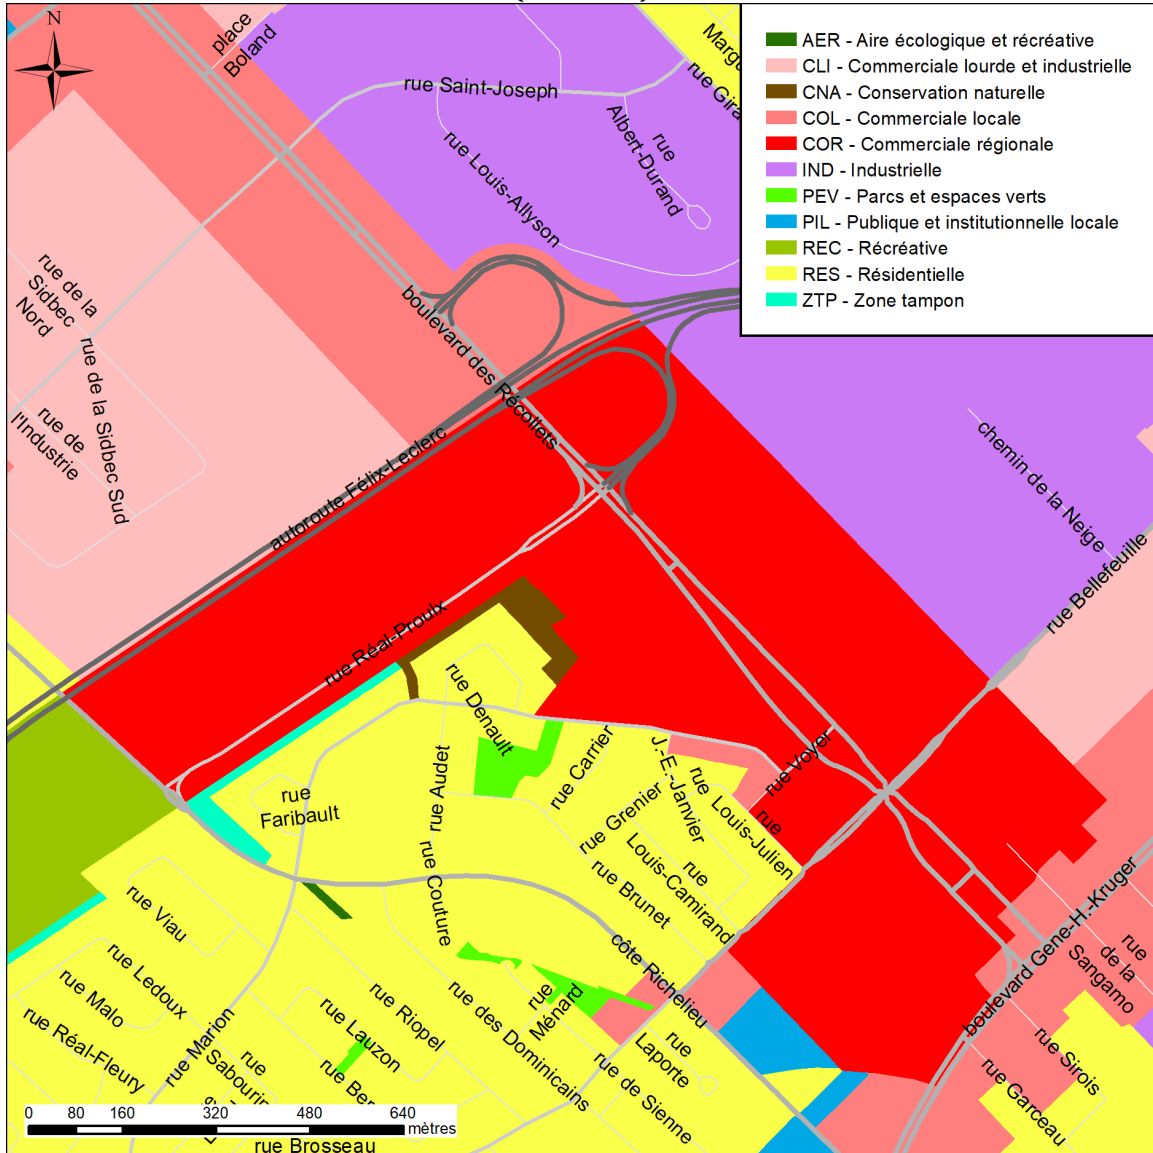 N
place
Boland
rue Saint-Joseph
rue Gira
rue Louis-Allyson
rue
Albert-Durand
AER - Aire écologique et récréative
CLI - Commerciale lourde et industrielle
CNA - Conservation naturelle
COL - Commerciale locale
COR - Commerciale régionale
IND - Industrielle
PEV - Parcs et espaces verts
PIL - Publique et institutionnelle locale
REC - Récréative
RES - Résidentielle
ZTP - Zone tampon
rue de la
Sidbec
Nord
rue de la Sidbec Sud
rue de
l'Industrie
boulevard des Récollets
autoroute Félix-Leclerc
chemin de la Neige
rue Bellefeuille
rue Réal-Proulx
rue Denault
rue Carrier
rue
J.-E.-Janvier
rue Voyer
rue
Louis-Julien
rue Audet
rue
Faribault
rue Grenier
rue
Louis-Camirand
rue Brunet
rue Couture
côte Richelieu
boulevard Gene-H.-Kruger
rue
de la
Sangamo
rue Viau
rue Ledoux
rue Malo
rue Réal-Fleury
rue Marion
rue
Sabourin
rue Lauzon
rue Riopel
rue Ber
rue des Dominicains
rue
Ménard
rue
Laporte
rue de Sienne
rue Sirois
rue Garceau
rue Brosseau
0 80 160 320 480 640
mètres